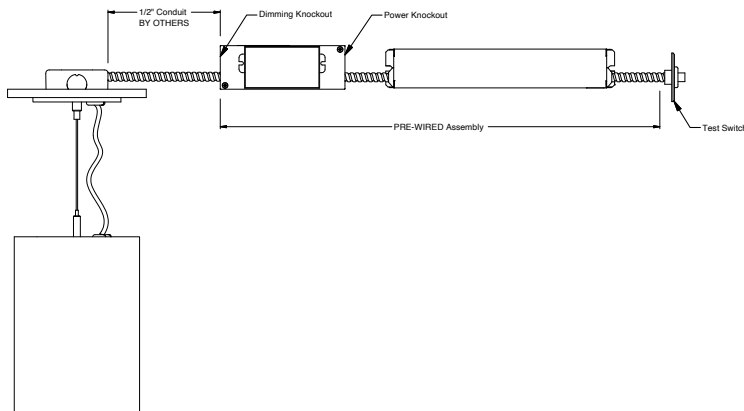 1/2" Conduit
BY OTHERS
Dimming Knockout
Power Knockout
PRE-WIRED Assembly
Test Switch